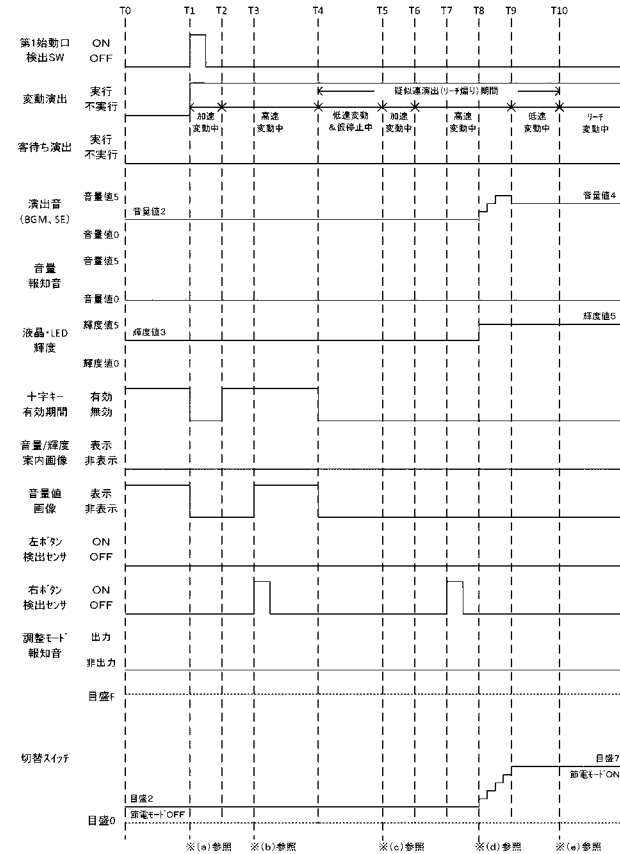 T0 T1 T2 T3 T4 T5 T6 T7 T8 T9 T10
第1始動口
検出SW
ON
OFF
変動演出
実行
不実行
疑似連演出(リーチ煽り)期間
加速
変動中
高速
変動中
低速変動
&仮停止中
加速
変動中
高速
変動中
低速
変動中
リーチ
変動中
客待ち演出
実行
不実行
演出音
(BGM、SE)
音量値5
音量値0
音量値2
音量値4
音量
報知音
音量値5
音量値0
液晶・LED
輝度
輝度値5
輝度値0
輝度値3
輝度値5
十字キー
有効期間
有効
無効
音量/輝度
案内画像
表示
非表示
音量値
画像
表示
非表示
左ボタン
検出センサ
ON
OFF
右ボタン
検出センサ
ON
OFF
調整モード
報知音
出力
非出力
切替スイッチ
目盛F
目盛0
目盛2
節電モードOFF
目盛7
節電モードON
※(a)参照 ※(b)参照 ※(c)参照 ※(d)参照 ※(e)参照